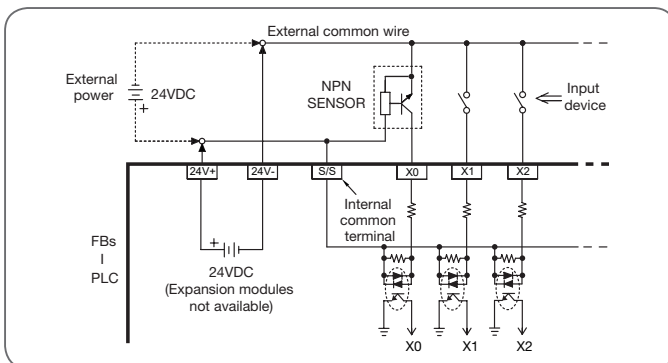 External common wire
External
power
24VDC
+
NPN
SENSOR
Input
device
24V+
24V-
S/S
X0
X1
X2
Internal
common
terminal
FBs
I
PLC
+
24VDC
(Expansion modules
not available)
X0
X1
X2